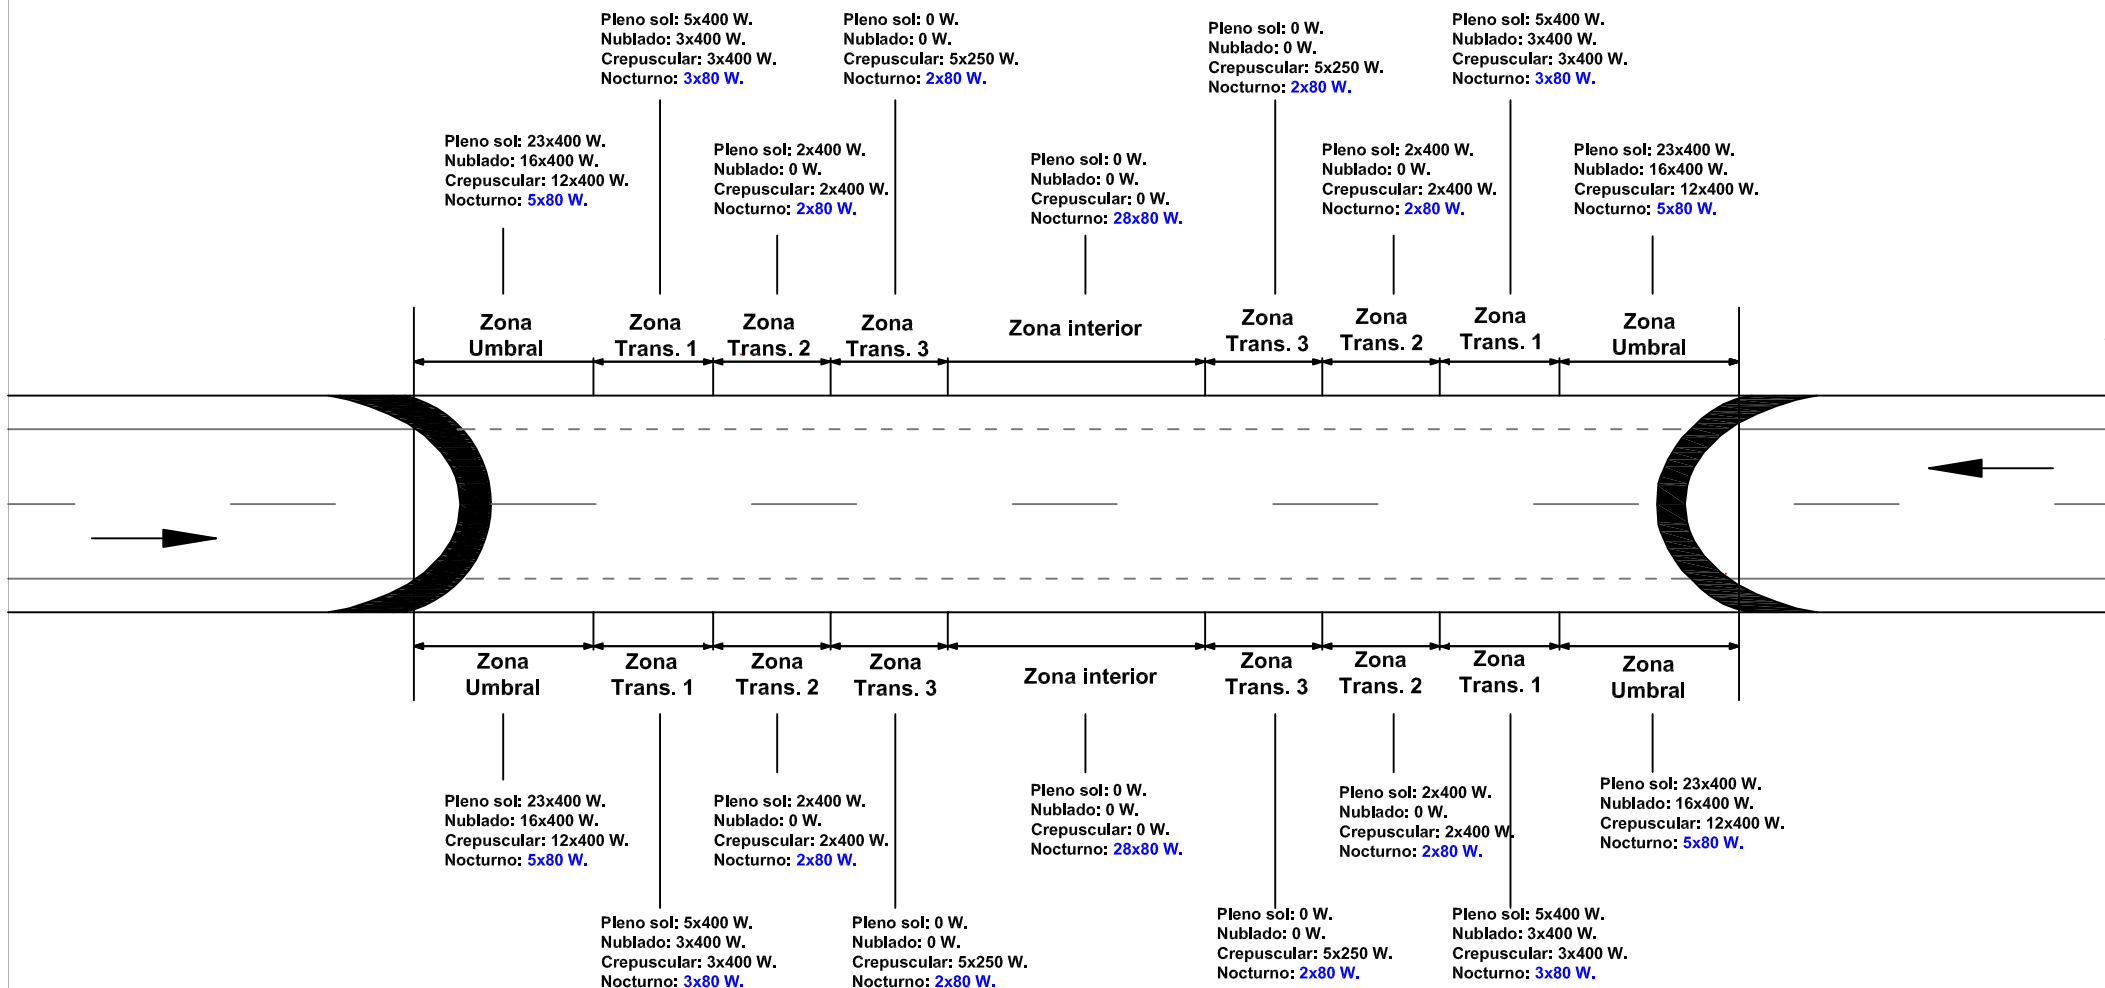 Pleno sol: 5x400 W.
Nublado: 3x400 W.
Crepuscular: 3x400 W.
Nocturno: 3x80 W.
Pleno sol: 0 W.
Nublado: 0 W.
Crepuscular: 5x250 W.
Nocturno: 2x80 W.
Pleno sol: 0 W.
Nublado: 0 W.
Crepuscular: 5x250 W.
Nocturno: 2x80 W.
Pleno sol: 5x400 W.
Nublado: 3x400 W.
Crepuscular: 3x400 W.
Nocturno: 3x80 W.
Pleno sol: 23x400 W.
Nublado: 16x400 W.
Crepuscular: 12x400 W.
Nocturno: 5x80 W.
Pleno sol: 2x400 W.
Nublado: 0 W.
Crepuscular: 2x400 W.
Nocturno: 2x80 W.
Pleno sol: 0 W.
Nublado: 0 W.
Crepuscular: 0 W.
Nocturno: 28x80 W.
Pleno sol: 2x400 W.
Nublado: 0 W.
Crepuscular: 2x400 W.
Nocturno: 2x80 W.
Pleno sol: 23x400 W.
Nublado: 16x400 W.
Crepuscular: 12x400 W.
Nocturno: 5x80 W.
Zona
Umbral
Zona
Trans. 1
Zona
Trans. 2
Zona
Trans. 3
Zona interior
Zona
Trans. 3
Zona
Trans. 2
Zona
Trans. 1
Zona
Umbral
Zona
Umbral
Zona
Trans. 1
Zona
Trans. 2
Zona
Trans. 3
Zona interior
Zona
Trans. 3
Zona
Trans. 2
Zona
Trans. 1
Zona
Umbral
Pleno sol: 23x400 W.
Nublado: 16x400 W.
Crepuscular: 12x400 W.
Nocturno: 5x80 W.
Pleno sol: 2x400 W.
Nublado: 0 W.
Crepuscular: 2x400 W.
Nocturno: 2x80 W.
Pleno sol: 0 W.
Nublado: 0 W.
Crepuscular: 0 W.
Nocturno: 28x80 W.
Pleno sol: 2x400 W.
Nublado: 0 W.
Crepuscular: 2x400 W.
Nocturno: 2x80 W.
Pleno sol: 23x400 W.
Nublado: 16x400 W.
Crepuscular: 12x400 W.
Nocturno: 5x80 W.
Pleno sol: 5x400 W.
Nublado: 3x400 W.
Crepuscular: 3x400 W.
Nocturno: 3x80 W.
Pleno sol: 0 W.
Nublado: 0 W.
Crepuscular: 5x250 W.
Nocturno: 2x80 W.
Pleno sol: 0 W.
Nublado: 0 W.
Crepuscular: 5x250 W.
Nocturno: 2x80 W.
Pleno sol: 5x400 W.
Nublado: 3x400 W.
Crepuscular: 3x400 W.
Nocturno: 3x80 W.